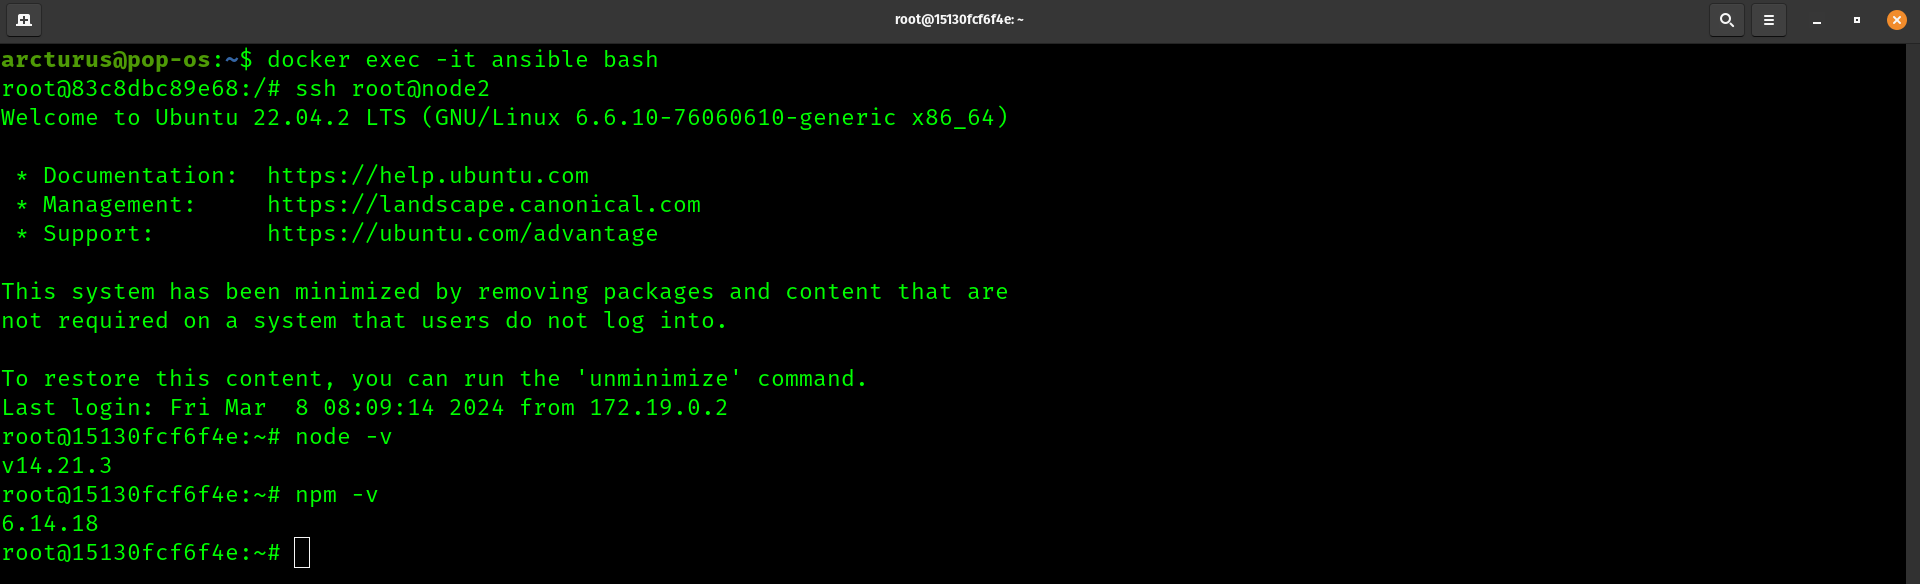 root@15130fcf6f4e: ~
arcturus@pop-os:~$ docker exec -it ansible bash
root@83c8dbc89e68:/# ssh root@node2
Welcome to Ubuntu 22.04.2 LTS (GNU/Linux 6.6.10-76060610-generic x86_64)
* Documentation:  https://help.ubuntu.com
* Management:     https://landscape.canonical.com
* Support:        https://ubuntu.com/advantage
This system has been minimized by removing packages and content that are
not required on a system that users do not log into.
To restore this content, you can run the 'unminimize' command.
Last login: Fri Mar  8 08:09:14 2024 from 172.19.0.2
root@15130fcf6f4e:~# node -v
v14.21.3
root@15130fcf6f4e:~# npm -v
6.14.18
root@15130fcf6f4e:~#